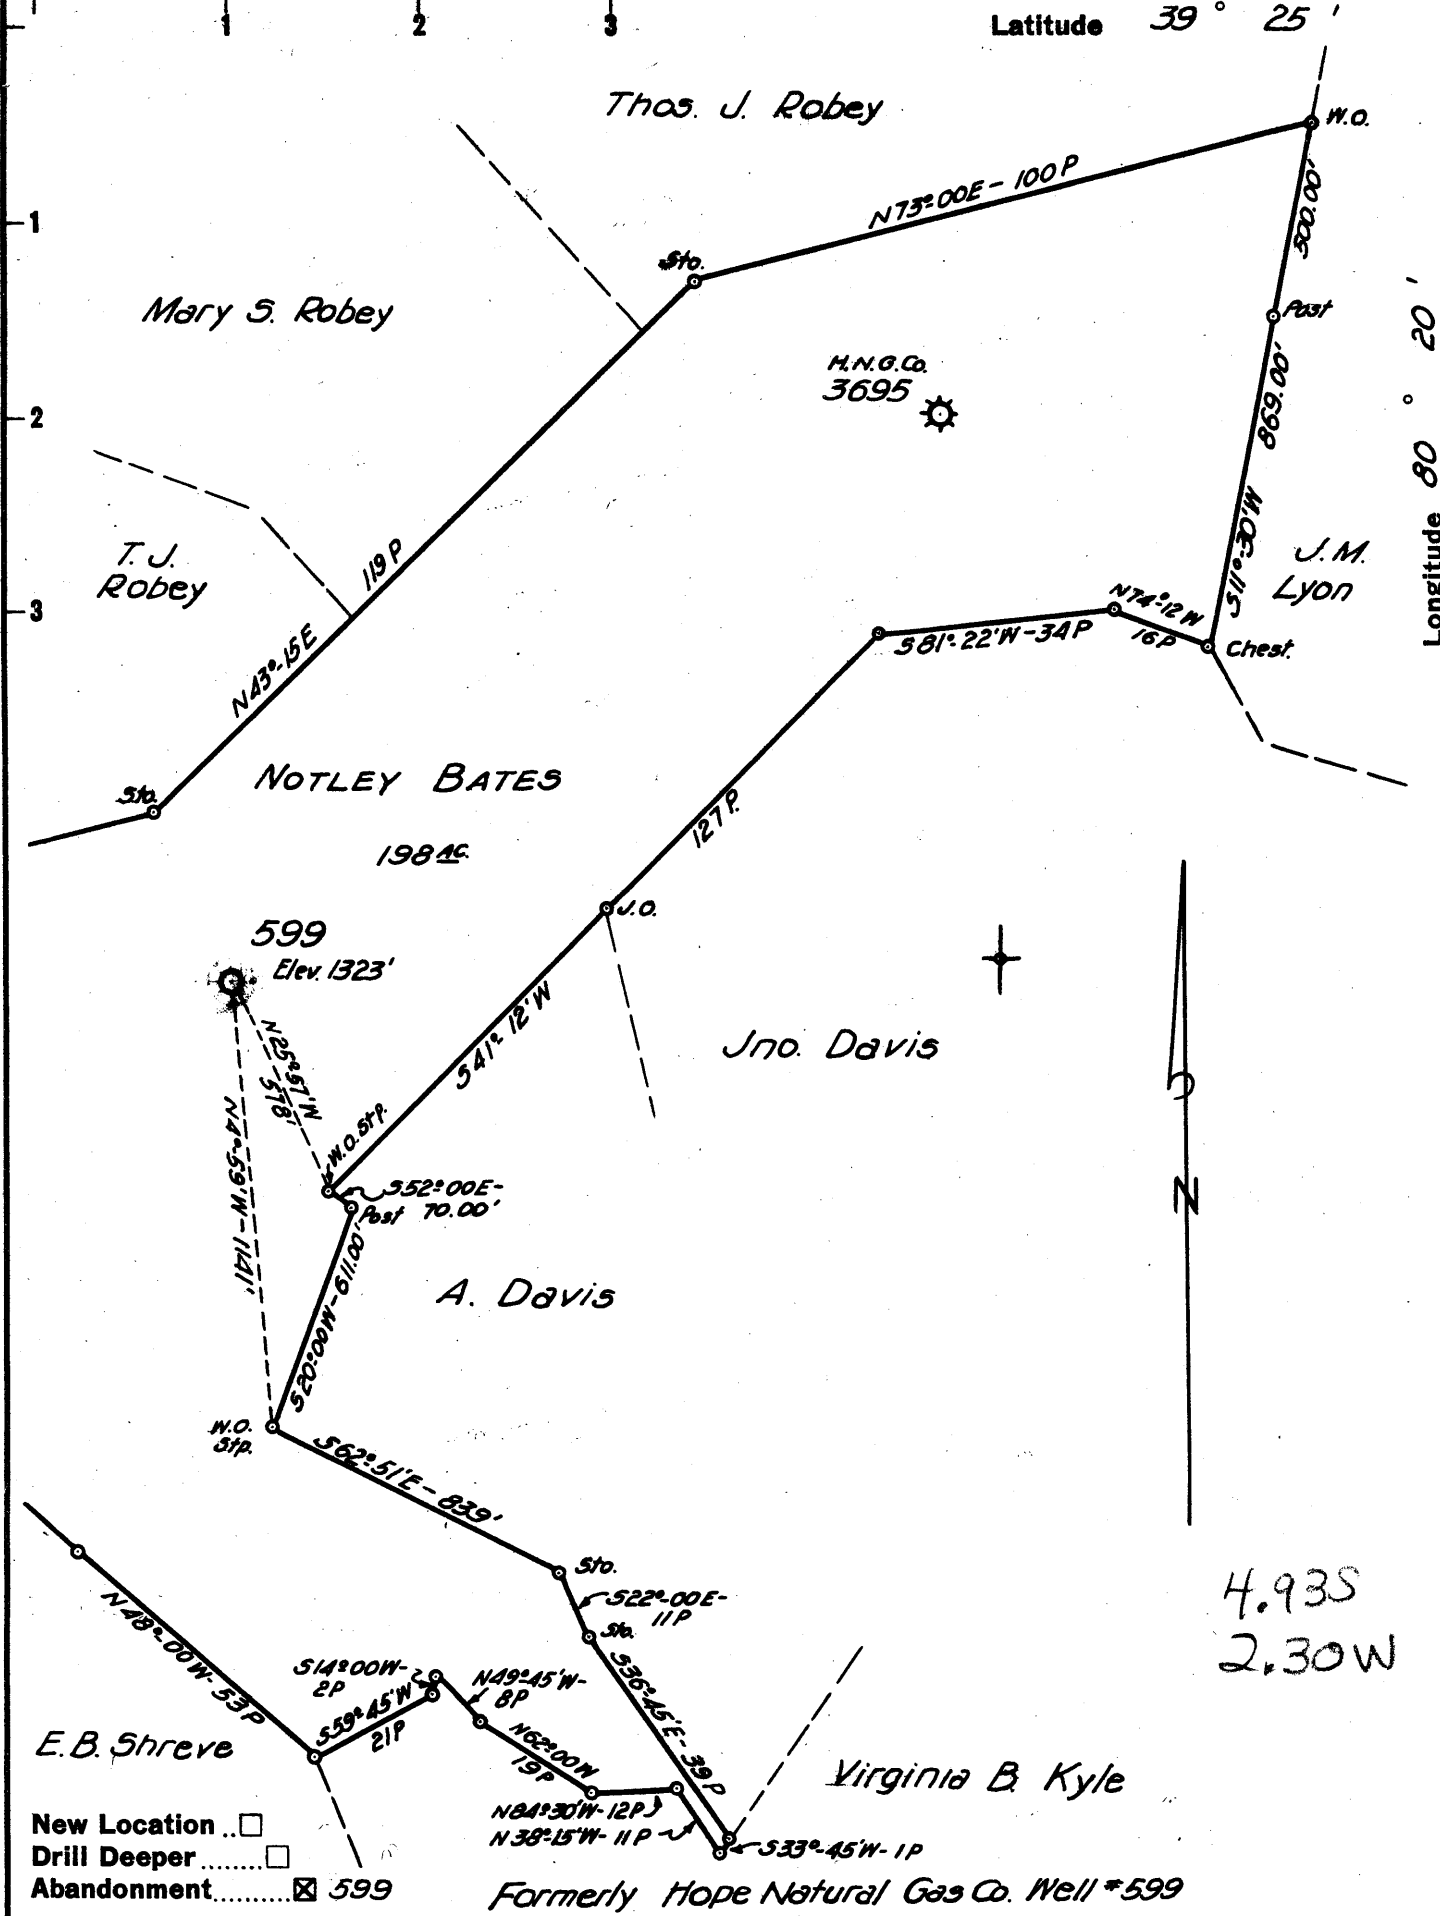 1 2 3
Latitude 39° 25'
Thos. J. Robey
W.O.
N73°-00E - 100P
500.00'
1
Sto.
Mary S. Robey
Post
Longitude 80° 20'
H.N.G.Co.
3695
2
869.00'
T.J.
Robey
119P
S11°-30'W
J.M.
Lyon
3
N74°-12W
16P
S81°-22'W-34P
Chest.
N43°-15E
NOTLEY BATES
Sto.
127P.
198 Ac.
J.O.
599
Elev. 1323'
S41° 12'W
Jno. Davis
N25°57'W
578'
N4°-59'W-1141'
W.O. Stp.
S52°00E-
70.00'
Post
N
S20°00W-611.00'
A. Davis
W.O.
Stp.
S62°-51'E-839'
Sto.
S22°-00E-
11P
Sto.
4.93S
2.30W
N48°-00W-53P
S14°00W-
2P
N49°-45'W-
8P
S36°-45'E-39P
S59°45'W
21P
N62°00W
19P
E.B. Shreve
Virginia B. Kyle
N84°30'W-12P
N38°-15'W-11P
S33°-45'W-1P
New Location ..☐
Drill Deeper ........☐
Abandonment..........☒ 599
Formerly Hope Natural Gas Co. Well #599